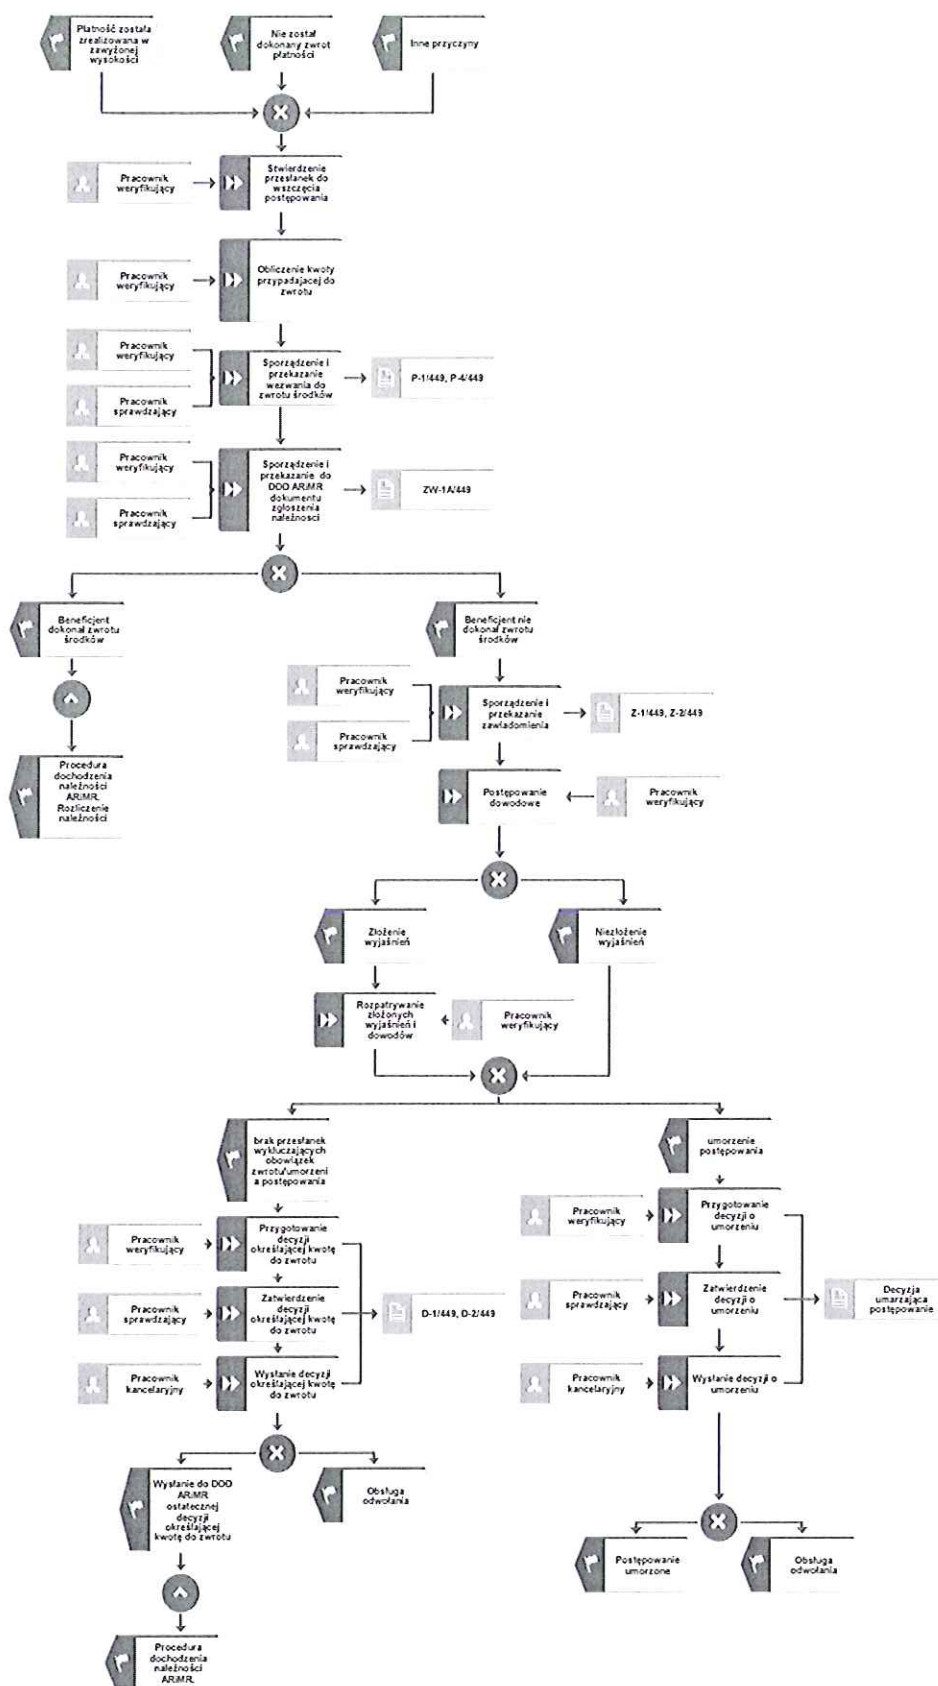 Płatność została
zrealizowana w
zawyżonej
wysokości
Nie został
dokonany zwrot
płatności
Inne przyczyny
Pracownik
weryfikujący
Stwierdzenie
przesłanek do
wszczęcia
postępowania
Pracownik
weryfikujący
Obliczenie kwoty
przypadajacej do
zwrotu
Pracownik
weryfikujący
Pracownik
sprawdzający
Sporządzenie i
przekazanie
wezwania do
zwrotu środków
P-1/449, P-4/449
Pracownik
weryfikujący
Pracownik
sprawdzający
Sporządzenie i
przekazanie do
DDD ARiMR
dokumentu
zgłoszenia
należności
ZW-1A/449
Beneficjent
dokonał zwrotu
środków
Beneficjent nie
dokonał zwrotu
środków
Procedura
dochodzenia
należności
ARiMR.
Rozliczenie
należności
Pracownik
weryfikujący
Pracownik
sprawdzający
Sporządzenie i
przekazanie
zawiadomienia
Z-1/449, Z-2/449
Postępowanie
dowodowe
Pracownik
weryfikujący
Złożenie
wyjaśnień
Niezłożenie
wyjaśnień
Rozpatrywanie
złożonych
wyjaśnień i
dowodów
Pracownik
weryfikujący
brak przesłanek
wykluczających
obowiązek
zwrotu/umorzeni
a postępowania
umorzenie
postępowania
Pracownik
weryfikujący
Przygotowanie
decyzji
określającej kwotę
do zwrotu
Pracownik
sprawdzający
Zatwierdzenie
decyzji
określającej kwotę
do zwrotu
D-1/449, D-2/449
Pracownik
kancelaryjny
Wysłanie decyzji
określającej kwotę
do zwrotu
Pracownik
weryfikujący
Przygotowanie
decyzji o
umorzeniu
Pracownik
sprawdzający
Zatwierdzenie
decyzji o
umorzeniu
Decyzja
umarzająca
postępowanie
Pracownik
kancelaryjny
Wysłanie decyzji o
umorzeniu
Wysłanie do DDD
ARiMR
ostatecznej
decyzji
określającej
kwotę do zwrotu
Obsługa
odwołania
Postępowanie
umorzone
Obsługa
odwołania
Procedura
dochodzenia
należności
ARiMR.